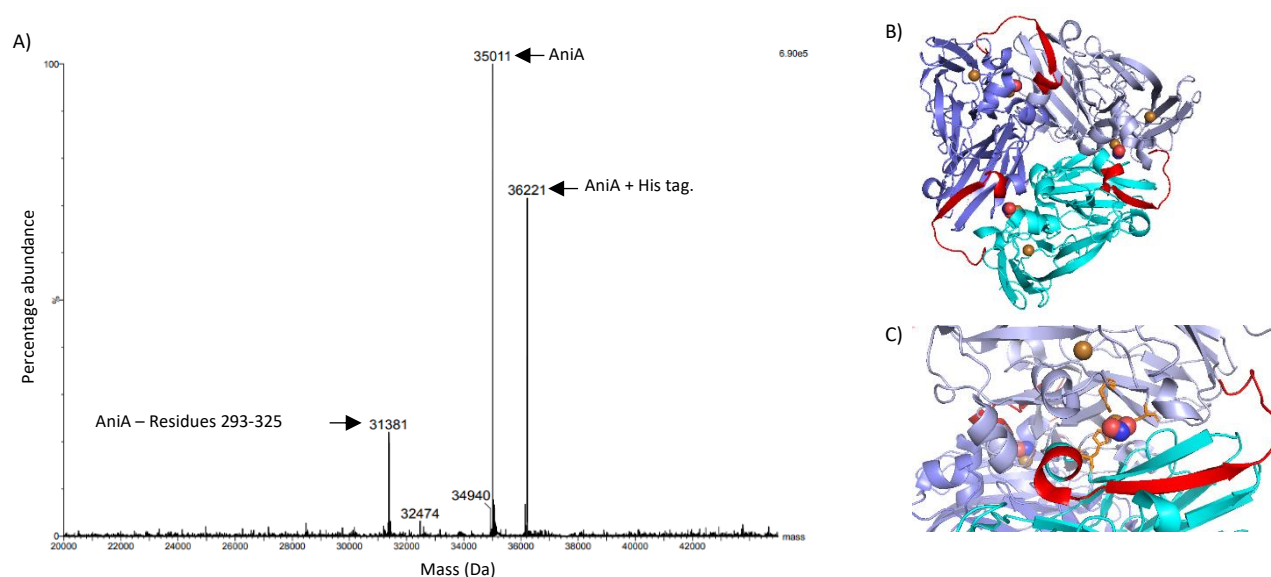 A)
35011
AniA
6.90e5
100
36221
AniA + His tag.
Percentage abundance
AniA – Residues 293-325
31381
34940
32474
0
20000 22000 24000 26000 28000 30000 32000 34000 36000 38000 40000 42000
mass
Mass (Da)
B)
C)